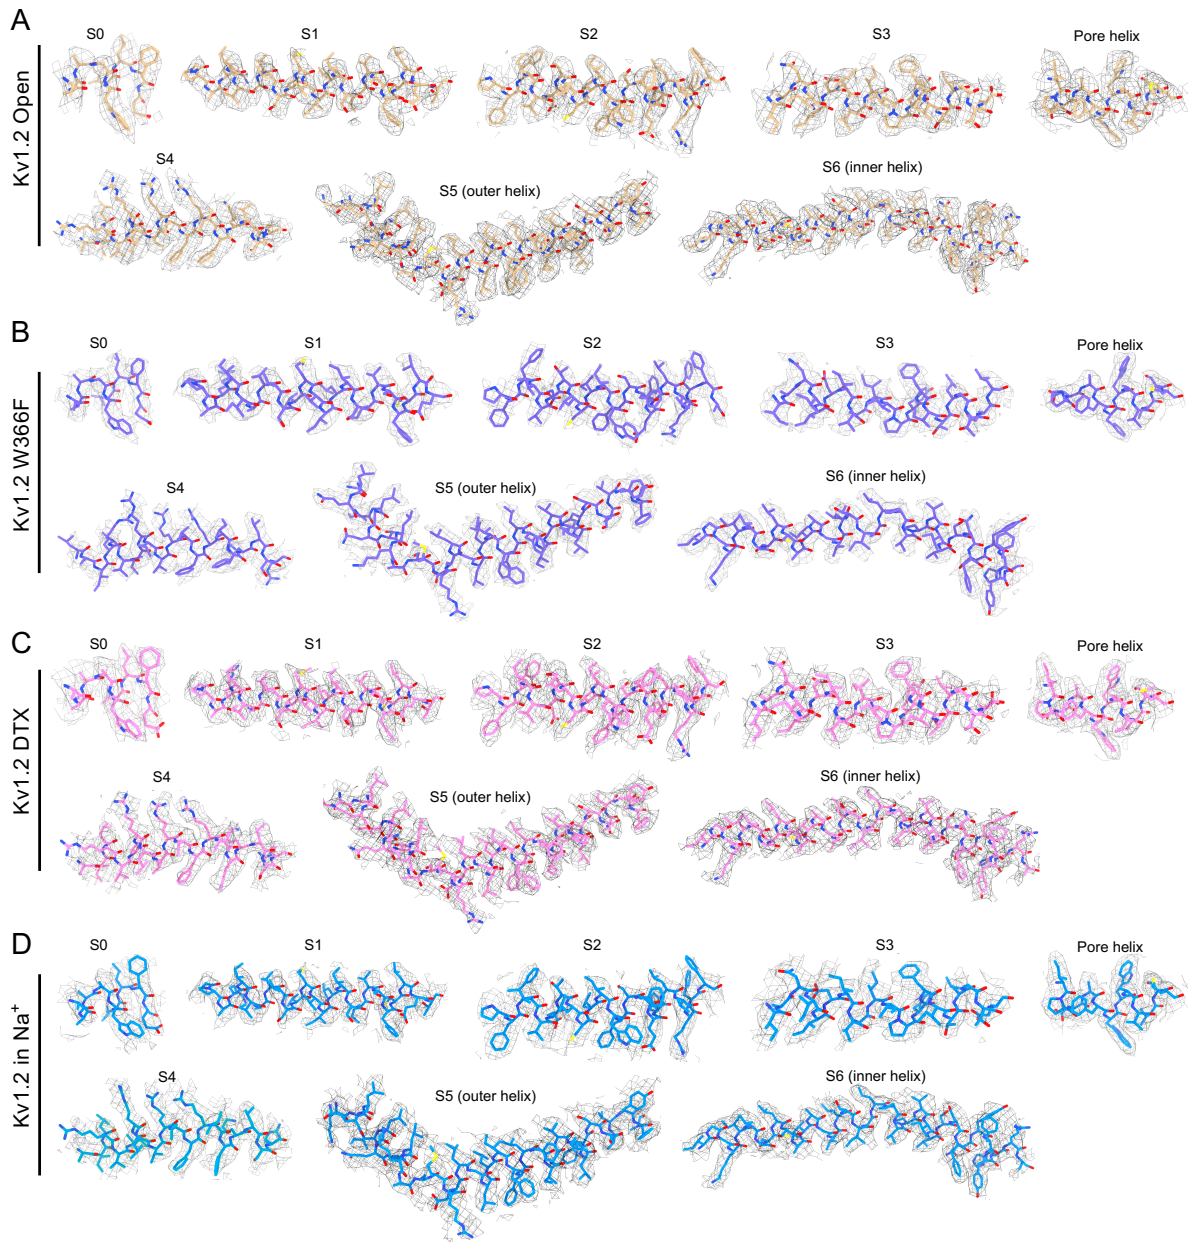 A
Kv1.2 Open
S0
S1
S2
S3
Pore helix
S4
S5 (outer helix)
S6 (inner helix)
B
Kv1.2 W366F
S0
S1
S2
S3
Pore helix
S4
S5 (outer helix)
S6 (inner helix)
C
Kv1.2 DTX
S0
S1
S2
S3
Pore helix
S4
S5 (outer helix)
S6 (inner helix)
D
Kv1.2 in Na⁺
S0
S1
S2
S3
Pore helix
S4
S5 (outer helix)
S6 (inner helix)